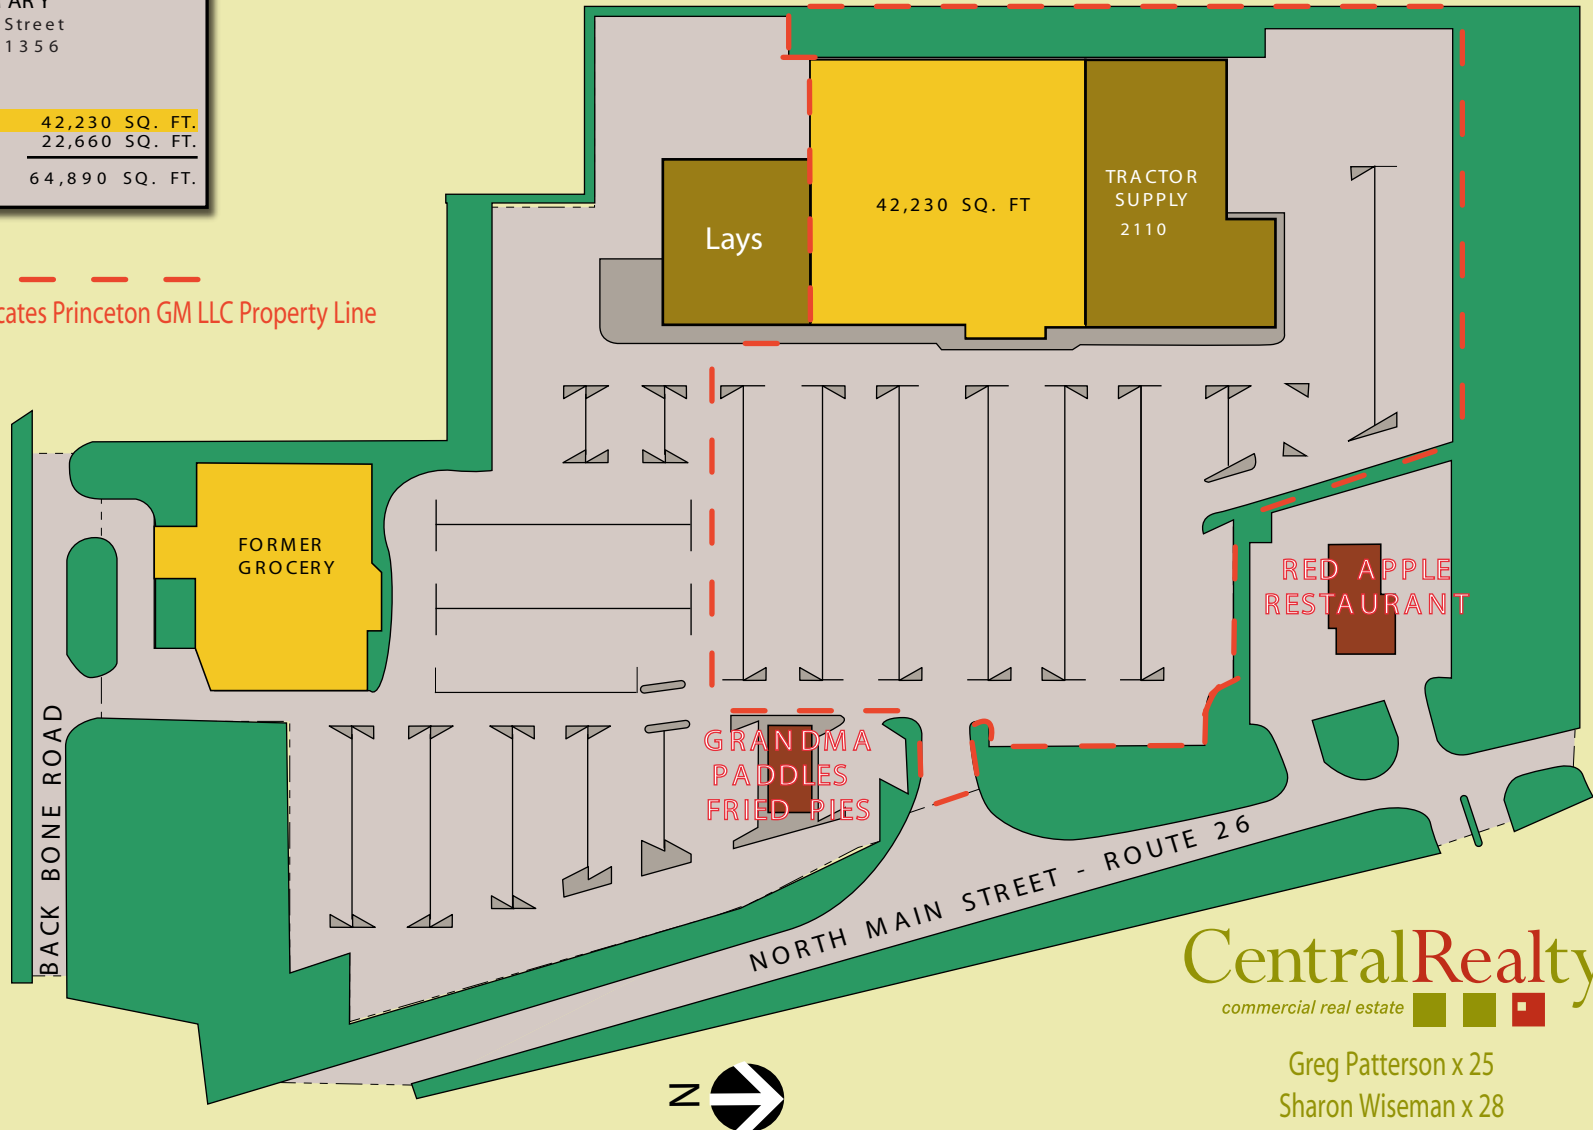 Street
1356
42,230 SQ. FT.
22,660 SQ. FT.
64,890 SQ. FT.
Princeton GM LLC Property Line
Lays
42,230 SQ. FT
TRACTOR
SUPPLY
2110
FORMER
GROCERY
RED APPLE
RESTAURANT
GRANDMA
PADDLES
FRIED PIES
BACK BONE ROAD
NORTH MAIN STREET - ROUTE 26
CentralRealty
commercial real estate
Greg Patterson x 25
Sharon Wiseman x 28
N